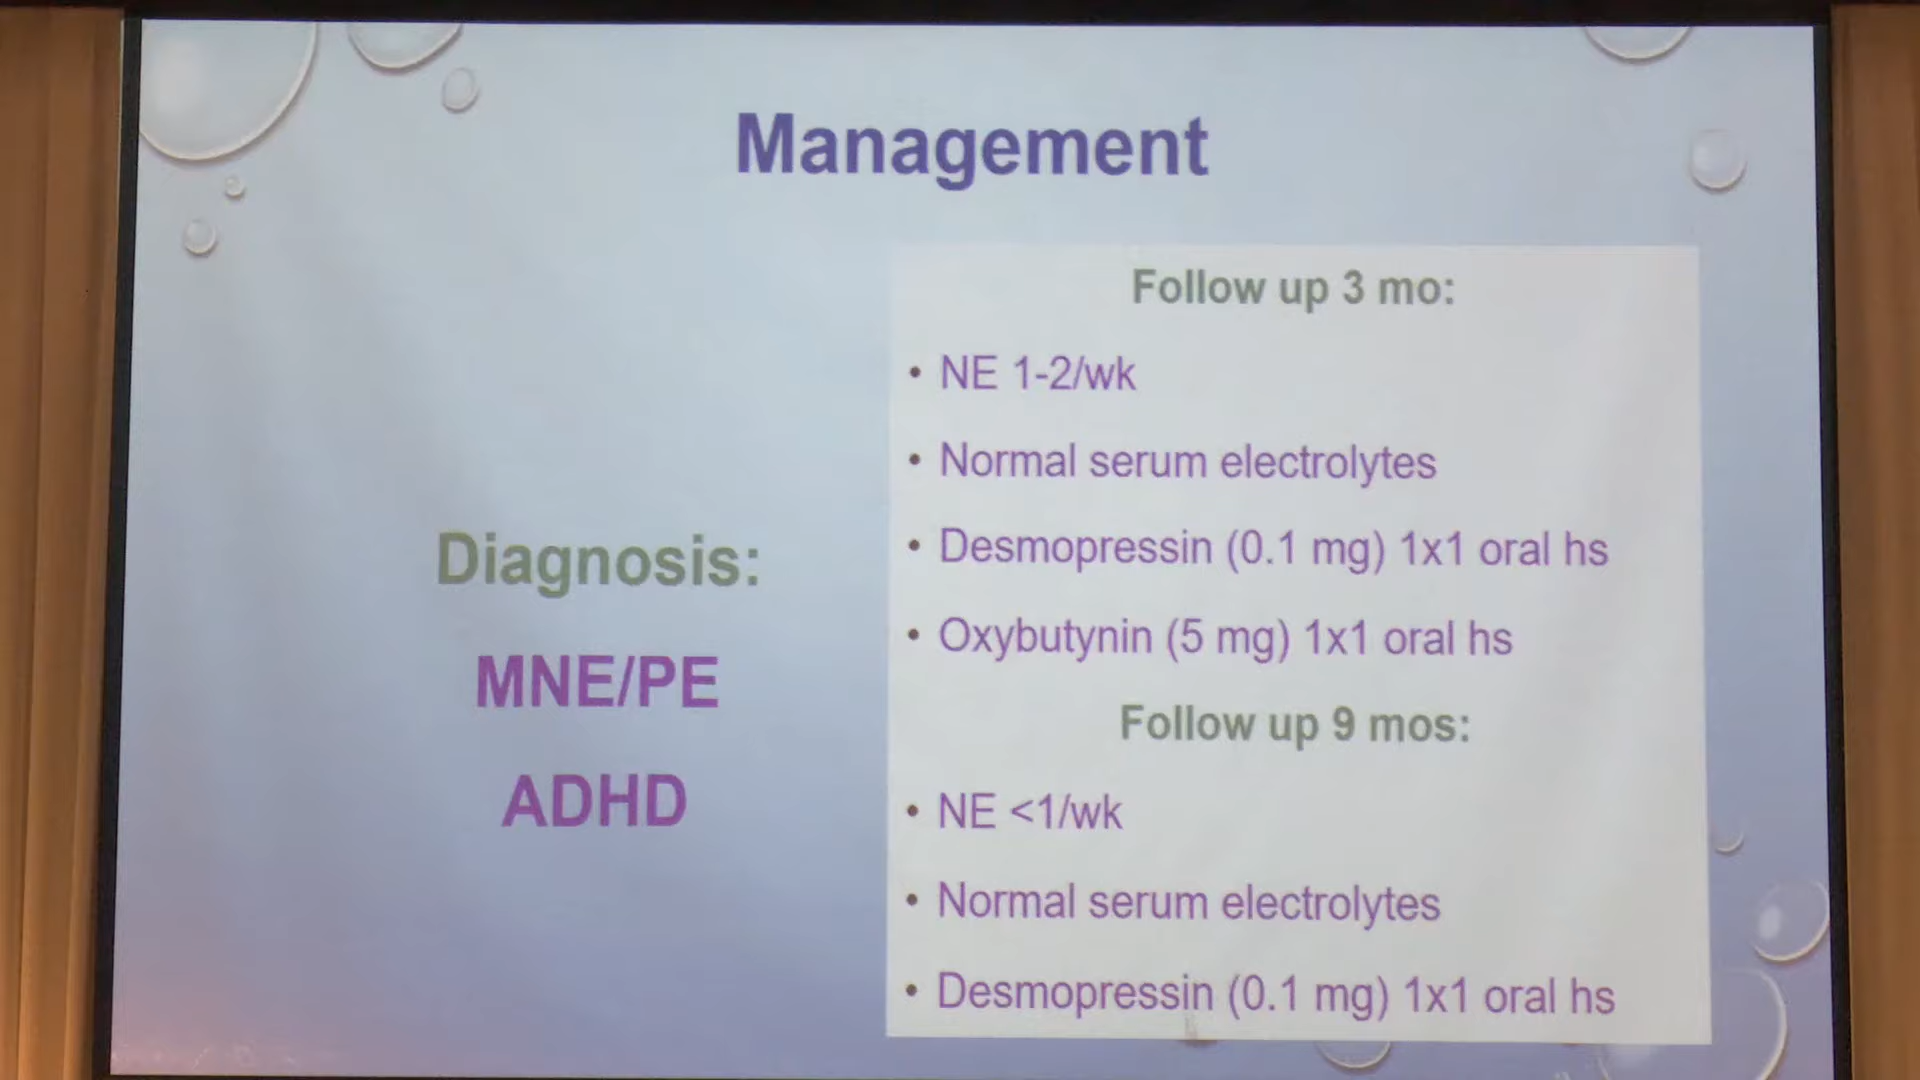 Management
Diagnosis:
MNE/PE
ADHD
Follow up 3 mo:
• NE 1-2/wk
• Normal serum electrolytes
• Desmopressin (0.1 mg) 1x1 oral hs
• Oxybutynin (5 mg) 1x1 oral hs
Follow up 9 mos:
• NE <1/wk
• Normal serum electrolytes
• Desmopressin (0.1 mg) 1x1 oral hs